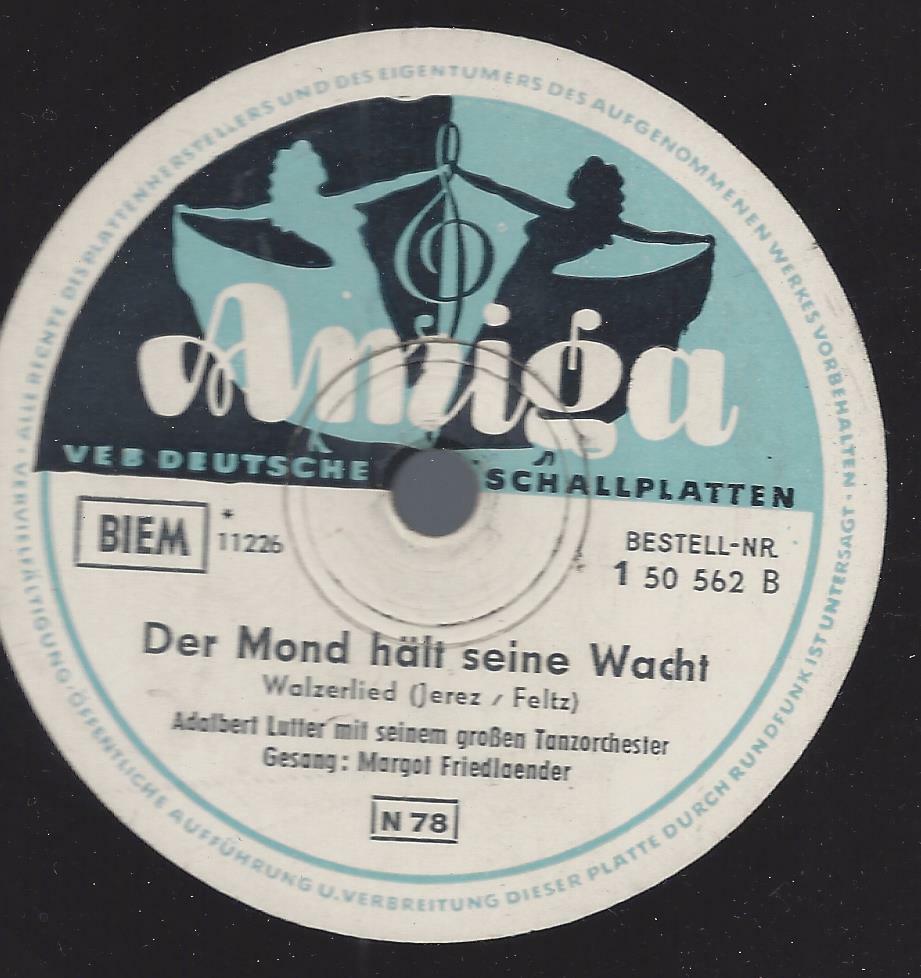 ALLE RECHTE DES PLATTENHERSTELLERS UND DES EIGENTUMERS DES AUFGENOMMENEN WERKES VORBEHALTEN · VERVIELFÄLTIGUNG · ÖFFENTLICHE AUFFÜHRUNG U. VERBREITUNG DIESER PLATTE DURCH RUNDFUNK IST UNTERSAGT ·
Amiga
VEB DEUTSCHE SCHALLPLATTEN
BIEM * 11226
BESTELL-NR.
1 50 562 B
Der Mond hält seine Wacht
Walzerlied (Jerez / Feltz)
Adalbert Lutter mit seinem großen Tanzorchester
Gesang: Margot Friedlaender
N 78